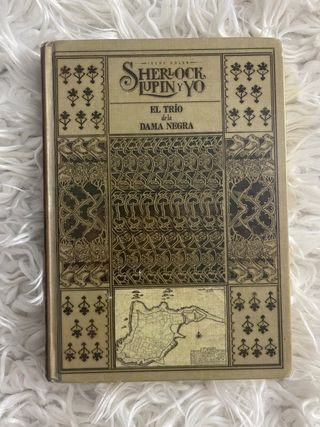 IRENE ADLER
SHERLOCK,
LUPIN Y YO
EL TRÍO
de la
DAMA NEGRA